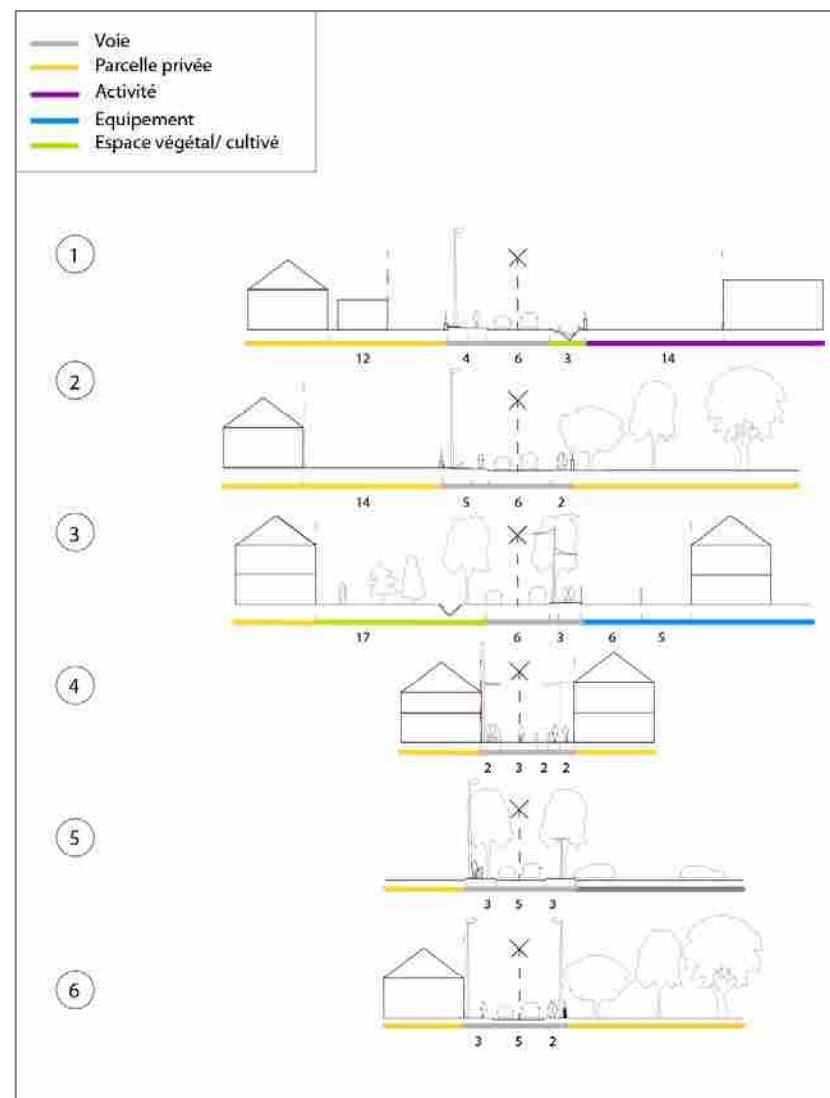 Voie
Parcelle privée
Activité
Equipement
Espace végétal/ cultivé
1
12 4 6 3 14
2
14 5 6 2
3
17 6 3 6 5
4
2 3 2 2
5
3 5 3
6
3 5 2